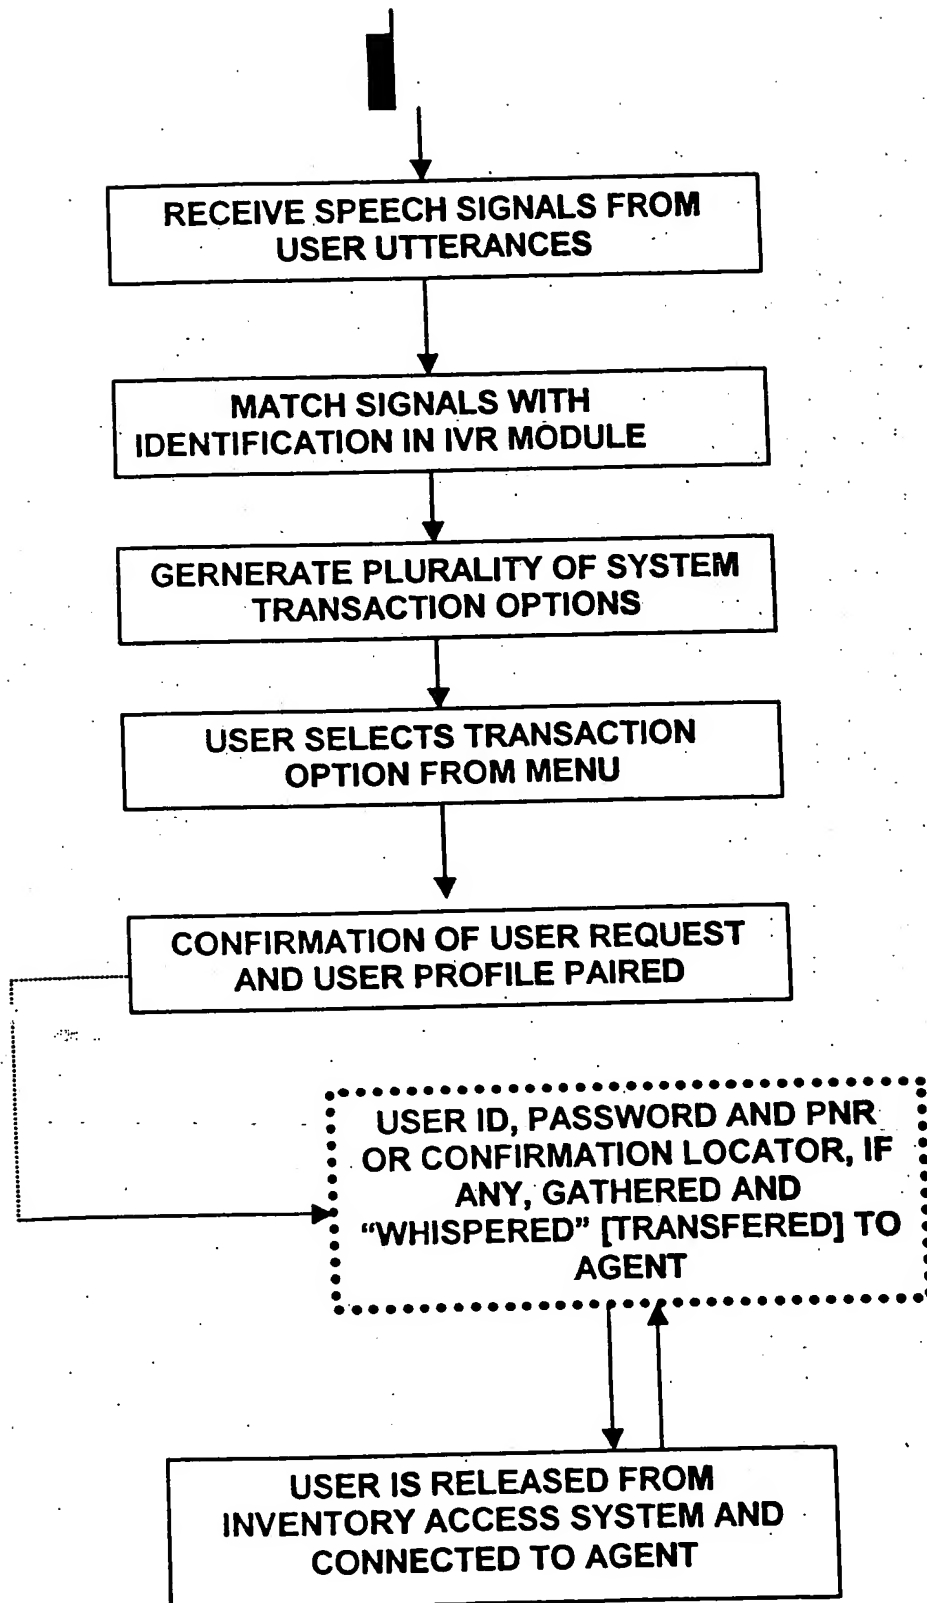 RECEIVE SPEECH SIGNALS FROM
USER UTTERANCES
MATCH SIGNALS WITH
IDENTIFICATION IN IVR MODULE
GERNERATE PLURALITY OF SYSTEM
TRANSACTION OPTIONS
USER SELECTS TRANSACTION
OPTION FROM MENU
CONFIRMATION OF USER REQUEST
AND USER PROFILE PAIRED
USER ID, PASSWORD AND PNR
OR CONFIRMATION LOCATOR, IF
ANY, GATHERED AND
“WHISPERED” [TRANSFERED] TO
AGENT
USER IS RELEASED FROM
INVENTORY ACCESS SYSTEM AND
CONNECTED TO AGENT